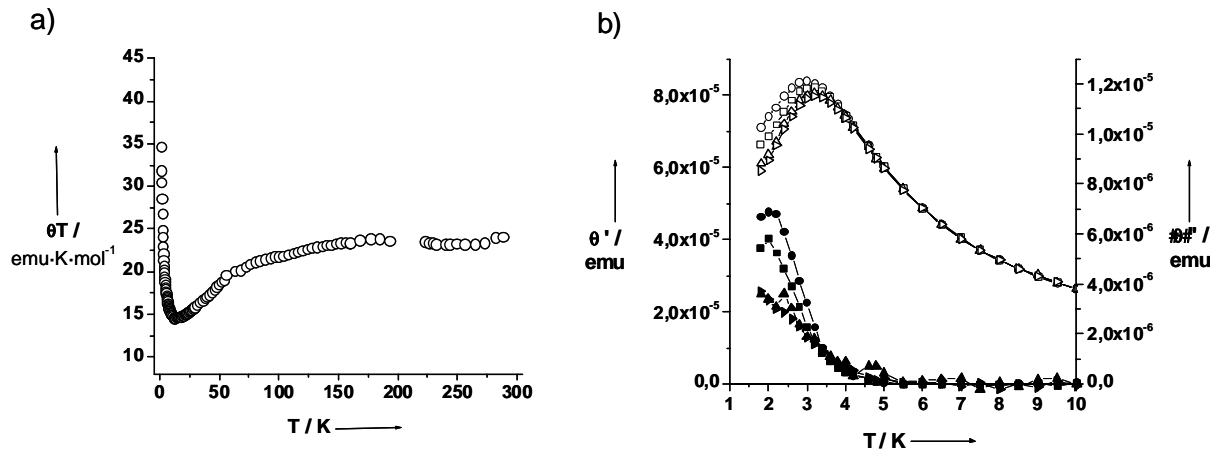 a)
45
40
35
30
25
20
15
10
θT /
emu·K·mol⁻¹
0 50 100 150 200 250 300
T / K
b)
8,0x10⁻⁵
6,0x10⁻⁵
4,0x10⁻⁵
2,0x10⁻⁵
0,0
θ ' /
emu
1,2x10⁻⁵
1,0x10⁻⁵
8,0x10⁻⁶
6,0x10⁻⁶
4,0x10⁻⁶
2,0x10⁻⁶
0,0
emu
1 2 3 4 5 6 7 8 9 10
T / K